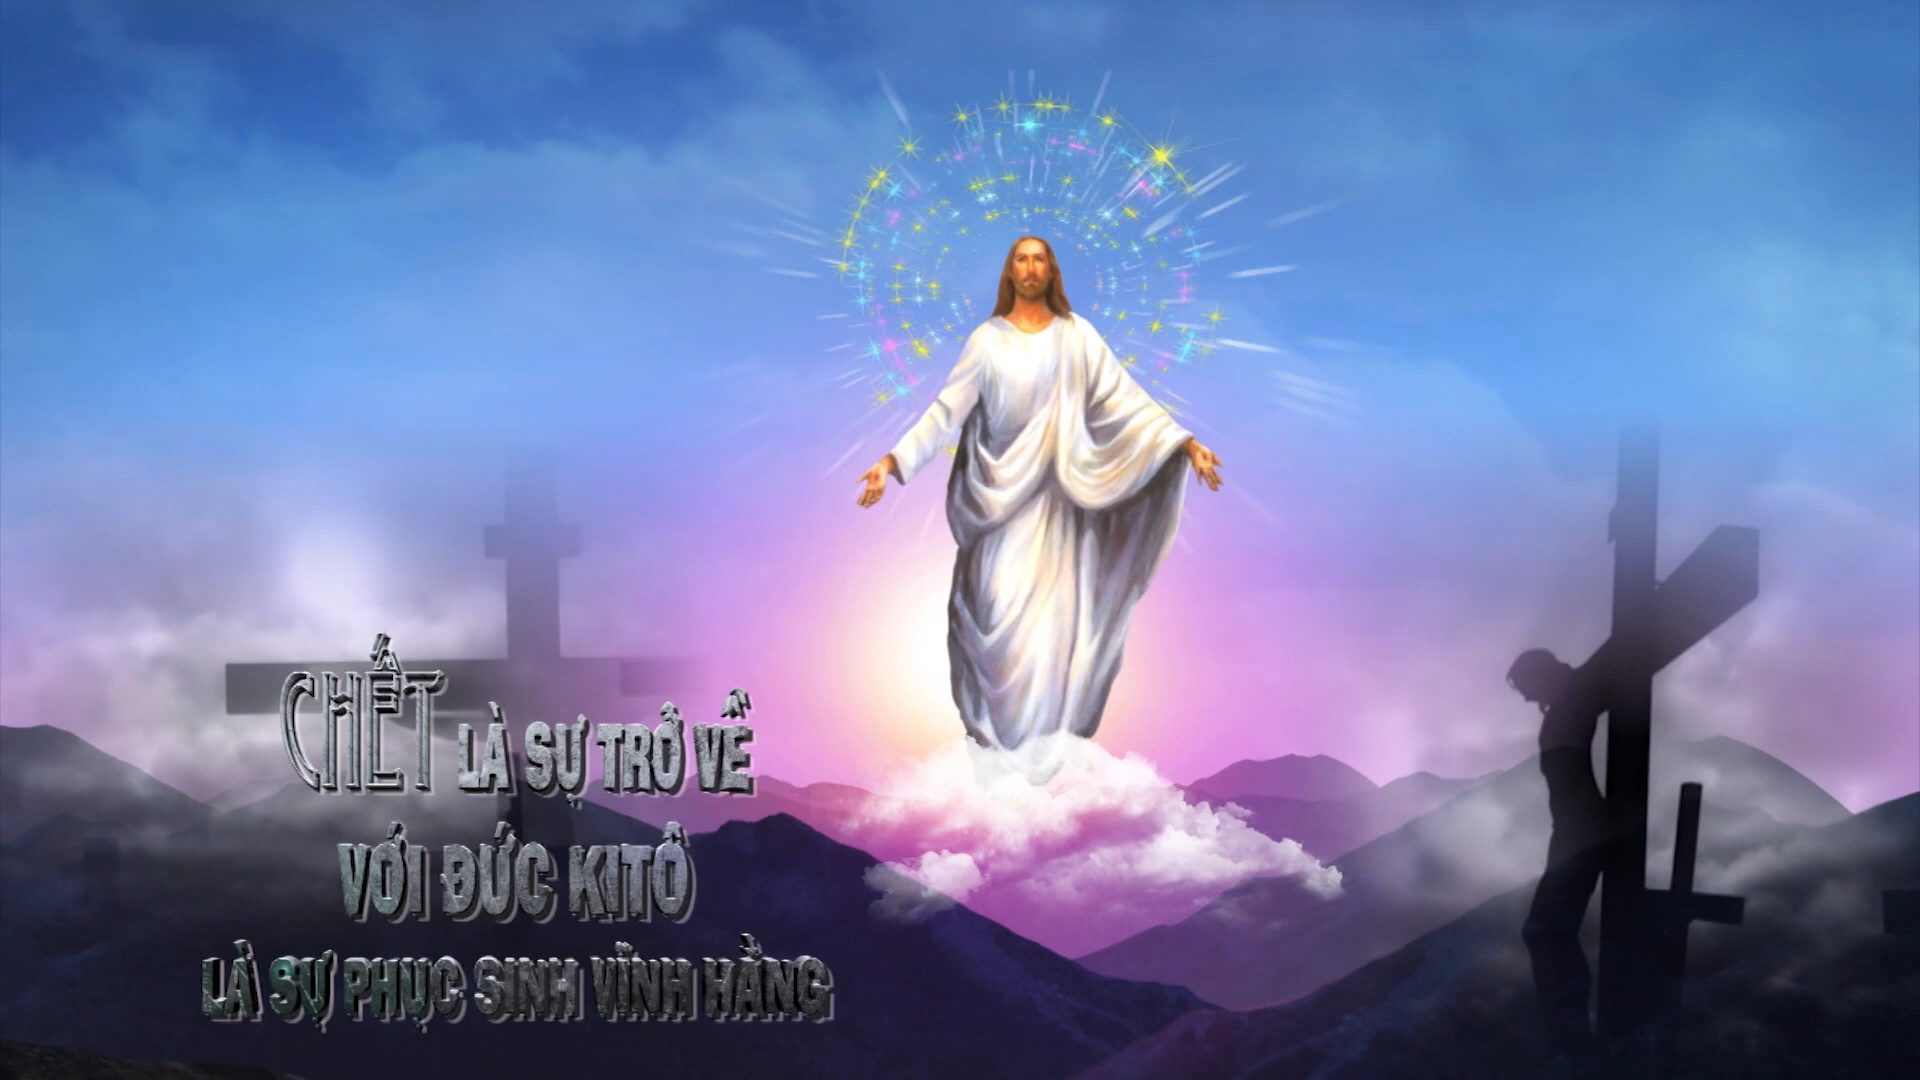 CHẾT LÀ SỰ TRỞ VỀ
VỚI ĐỨC KITÔ
LÀ SỰ PHỤC SINH VĨNH HẰNG